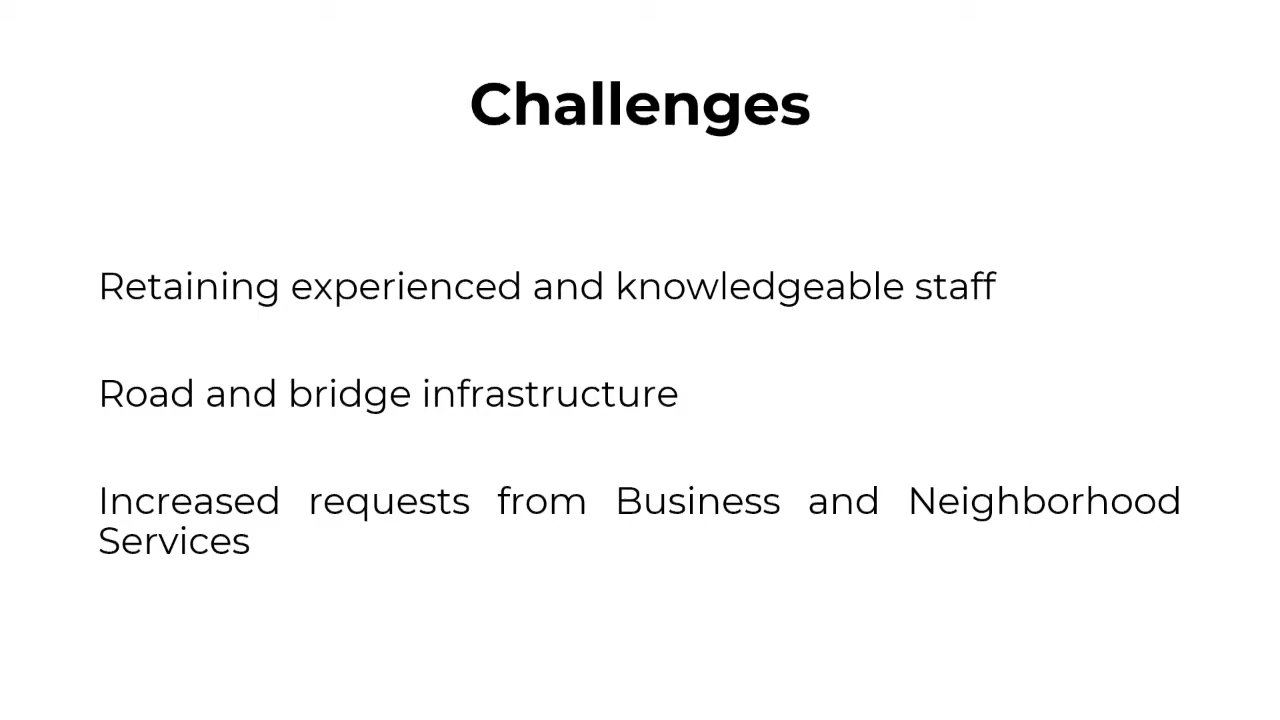 Challenges
Retaining experienced and knowledgeable staff
Road and bridge infrastructure
Increased requests from Business and Neighborhood
Services